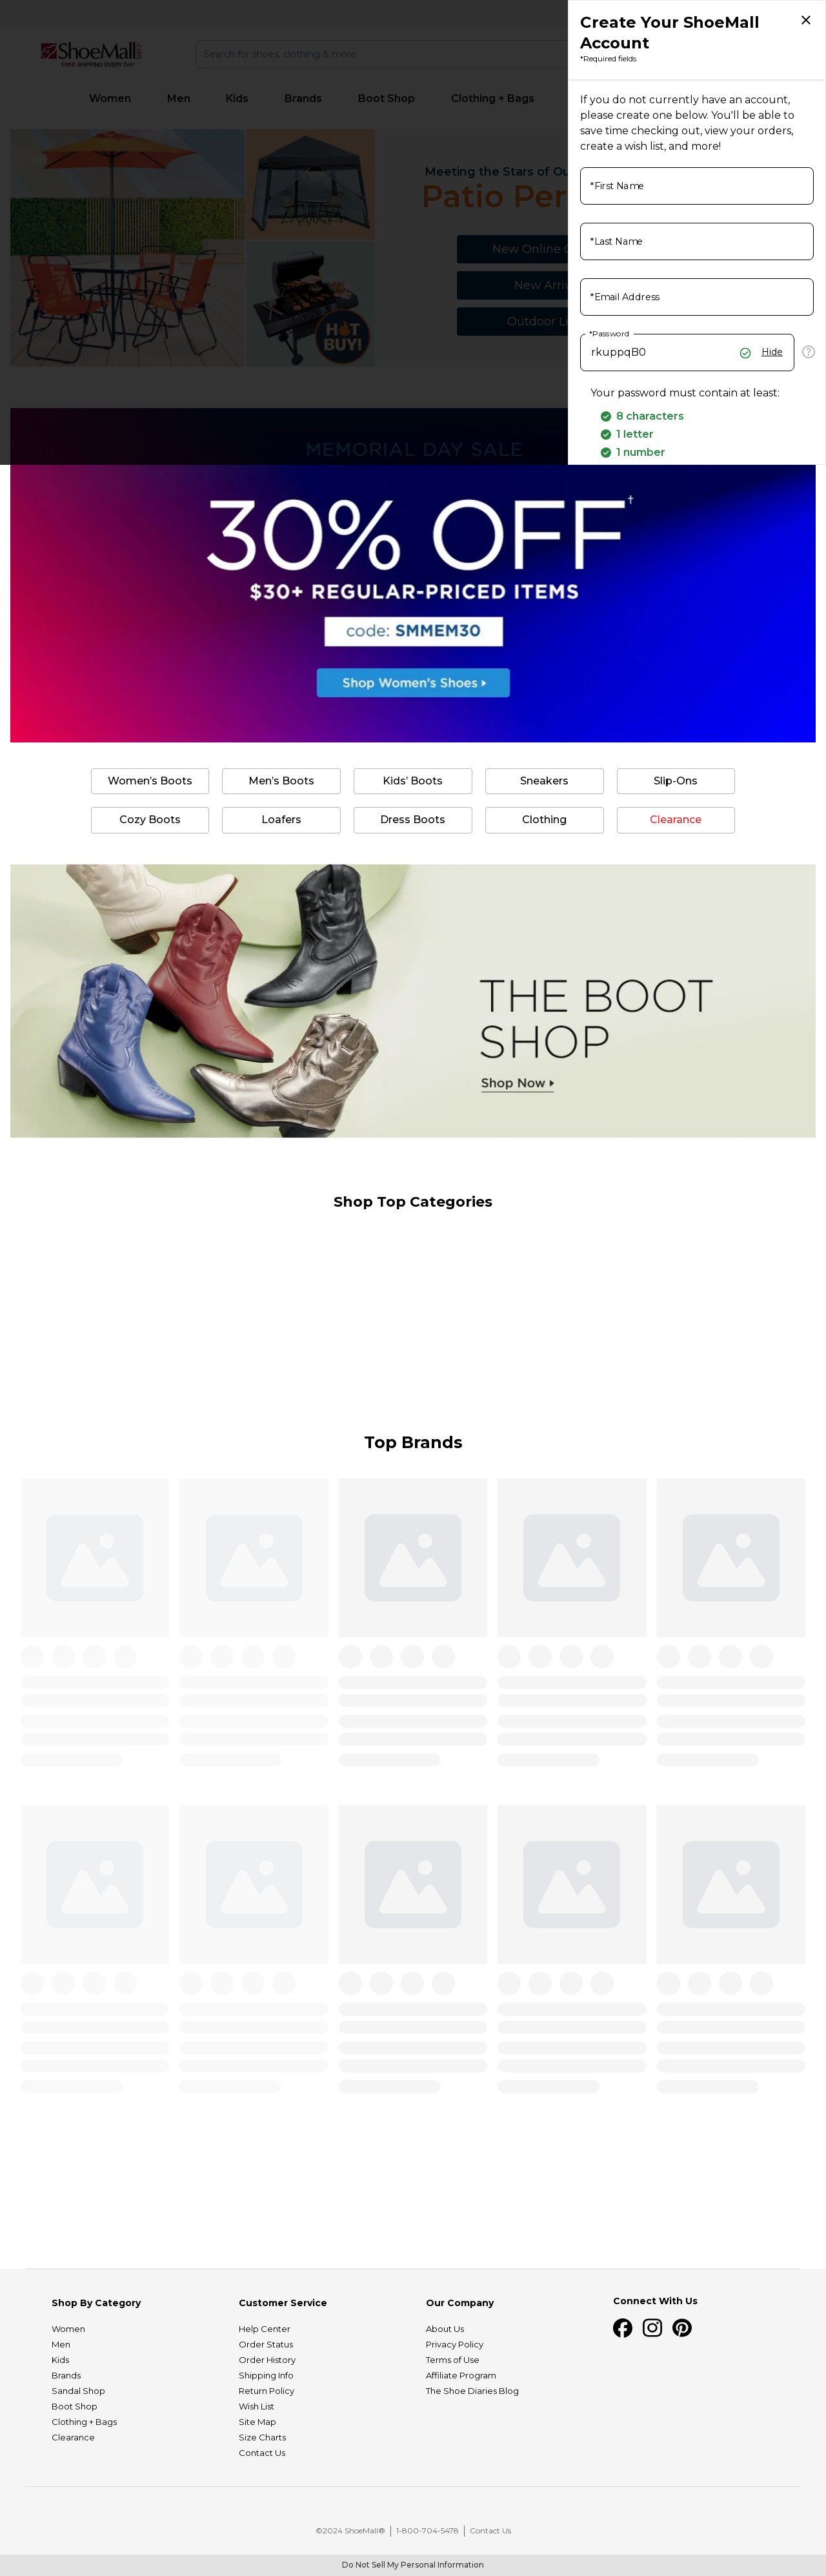 ShoeMall.COM
FREE SHIPPING EVERY DAY
Search for shoes, clothing & more
Women Men Kids Brands Boot Shop Clothing + Bags
HOT BUY!
Meeting the Stars of Ou
Patio Per
New Online
New Arriv
Outdoor Li
Create Your ShoeMall Account
*Required fields
If you do not currently have an account,
please create one below. You'll be able to
save time checking out, view your orders,
create a wish list, and more!
*First Name
*Last Name
*Email Address
*Password
rkuppqB0 Hide ?
Your password must contain at least:
8 characters
1 letter
1 number
MEMORIAL DAY SALE
30% OFF†
$30+ REGULAR-PRICED ITEMS
code: SMMEM30
Shop Women's Shoes
Women's Boots Men's Boots Kids' Boots Sneakers Slip-Ons
Cozy Boots Loafers Dress Boots Clothing Clearance
THE BOOT
SHOP
Shop Now
Shop Top Categories
Top Brands
Shop By Category
Women
Men
Kids
Brands
Sandal Shop
Boot Shop
Clothing + Bags
Clearance
Customer Service
Help Center
Order Status
Order History
Shipping Info
Return Policy
Wish List
Site Map
Size Charts
Contact Us
Our Company
About Us
Privacy Policy
Terms of Use
Affiliate Program
The Shoe Diaries Blog
Connect With Us
©2024 ShoeMall® 1-800-704-5478 Contact Us
Do Not Sell My Personal Information